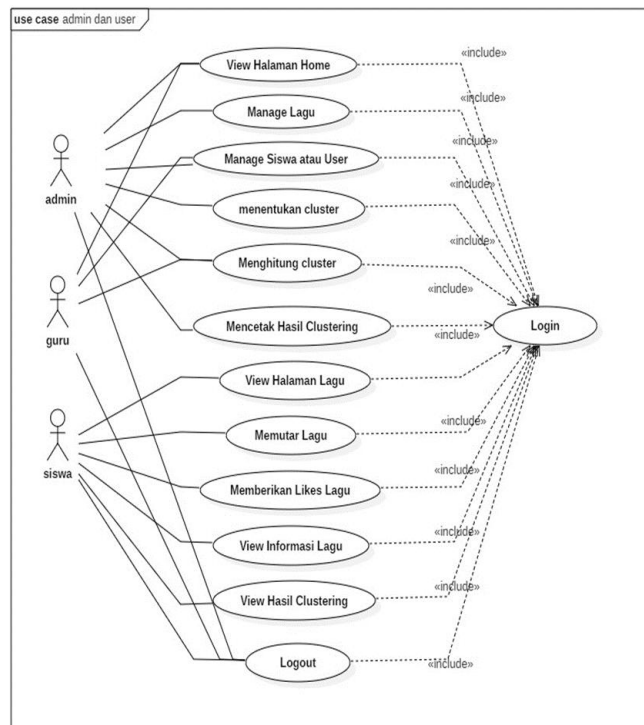 use case admin dan user
View Halaman Home
«include»
Manage Lagu
«include»
Manage Siswa atau User
«include»
admin
menentukan cluster
«include»
Menghitung cluster
«include»
guru
Mencetak Hasil Clustering
«include»
Login
«include»
View Halaman Lagu
siswa
Memutar Lagu
«include»
Memberikan Likes Lagu
«include»
View Informasi Lagu
«include»
View Hasil Clustering
«include»
Logout
«include»